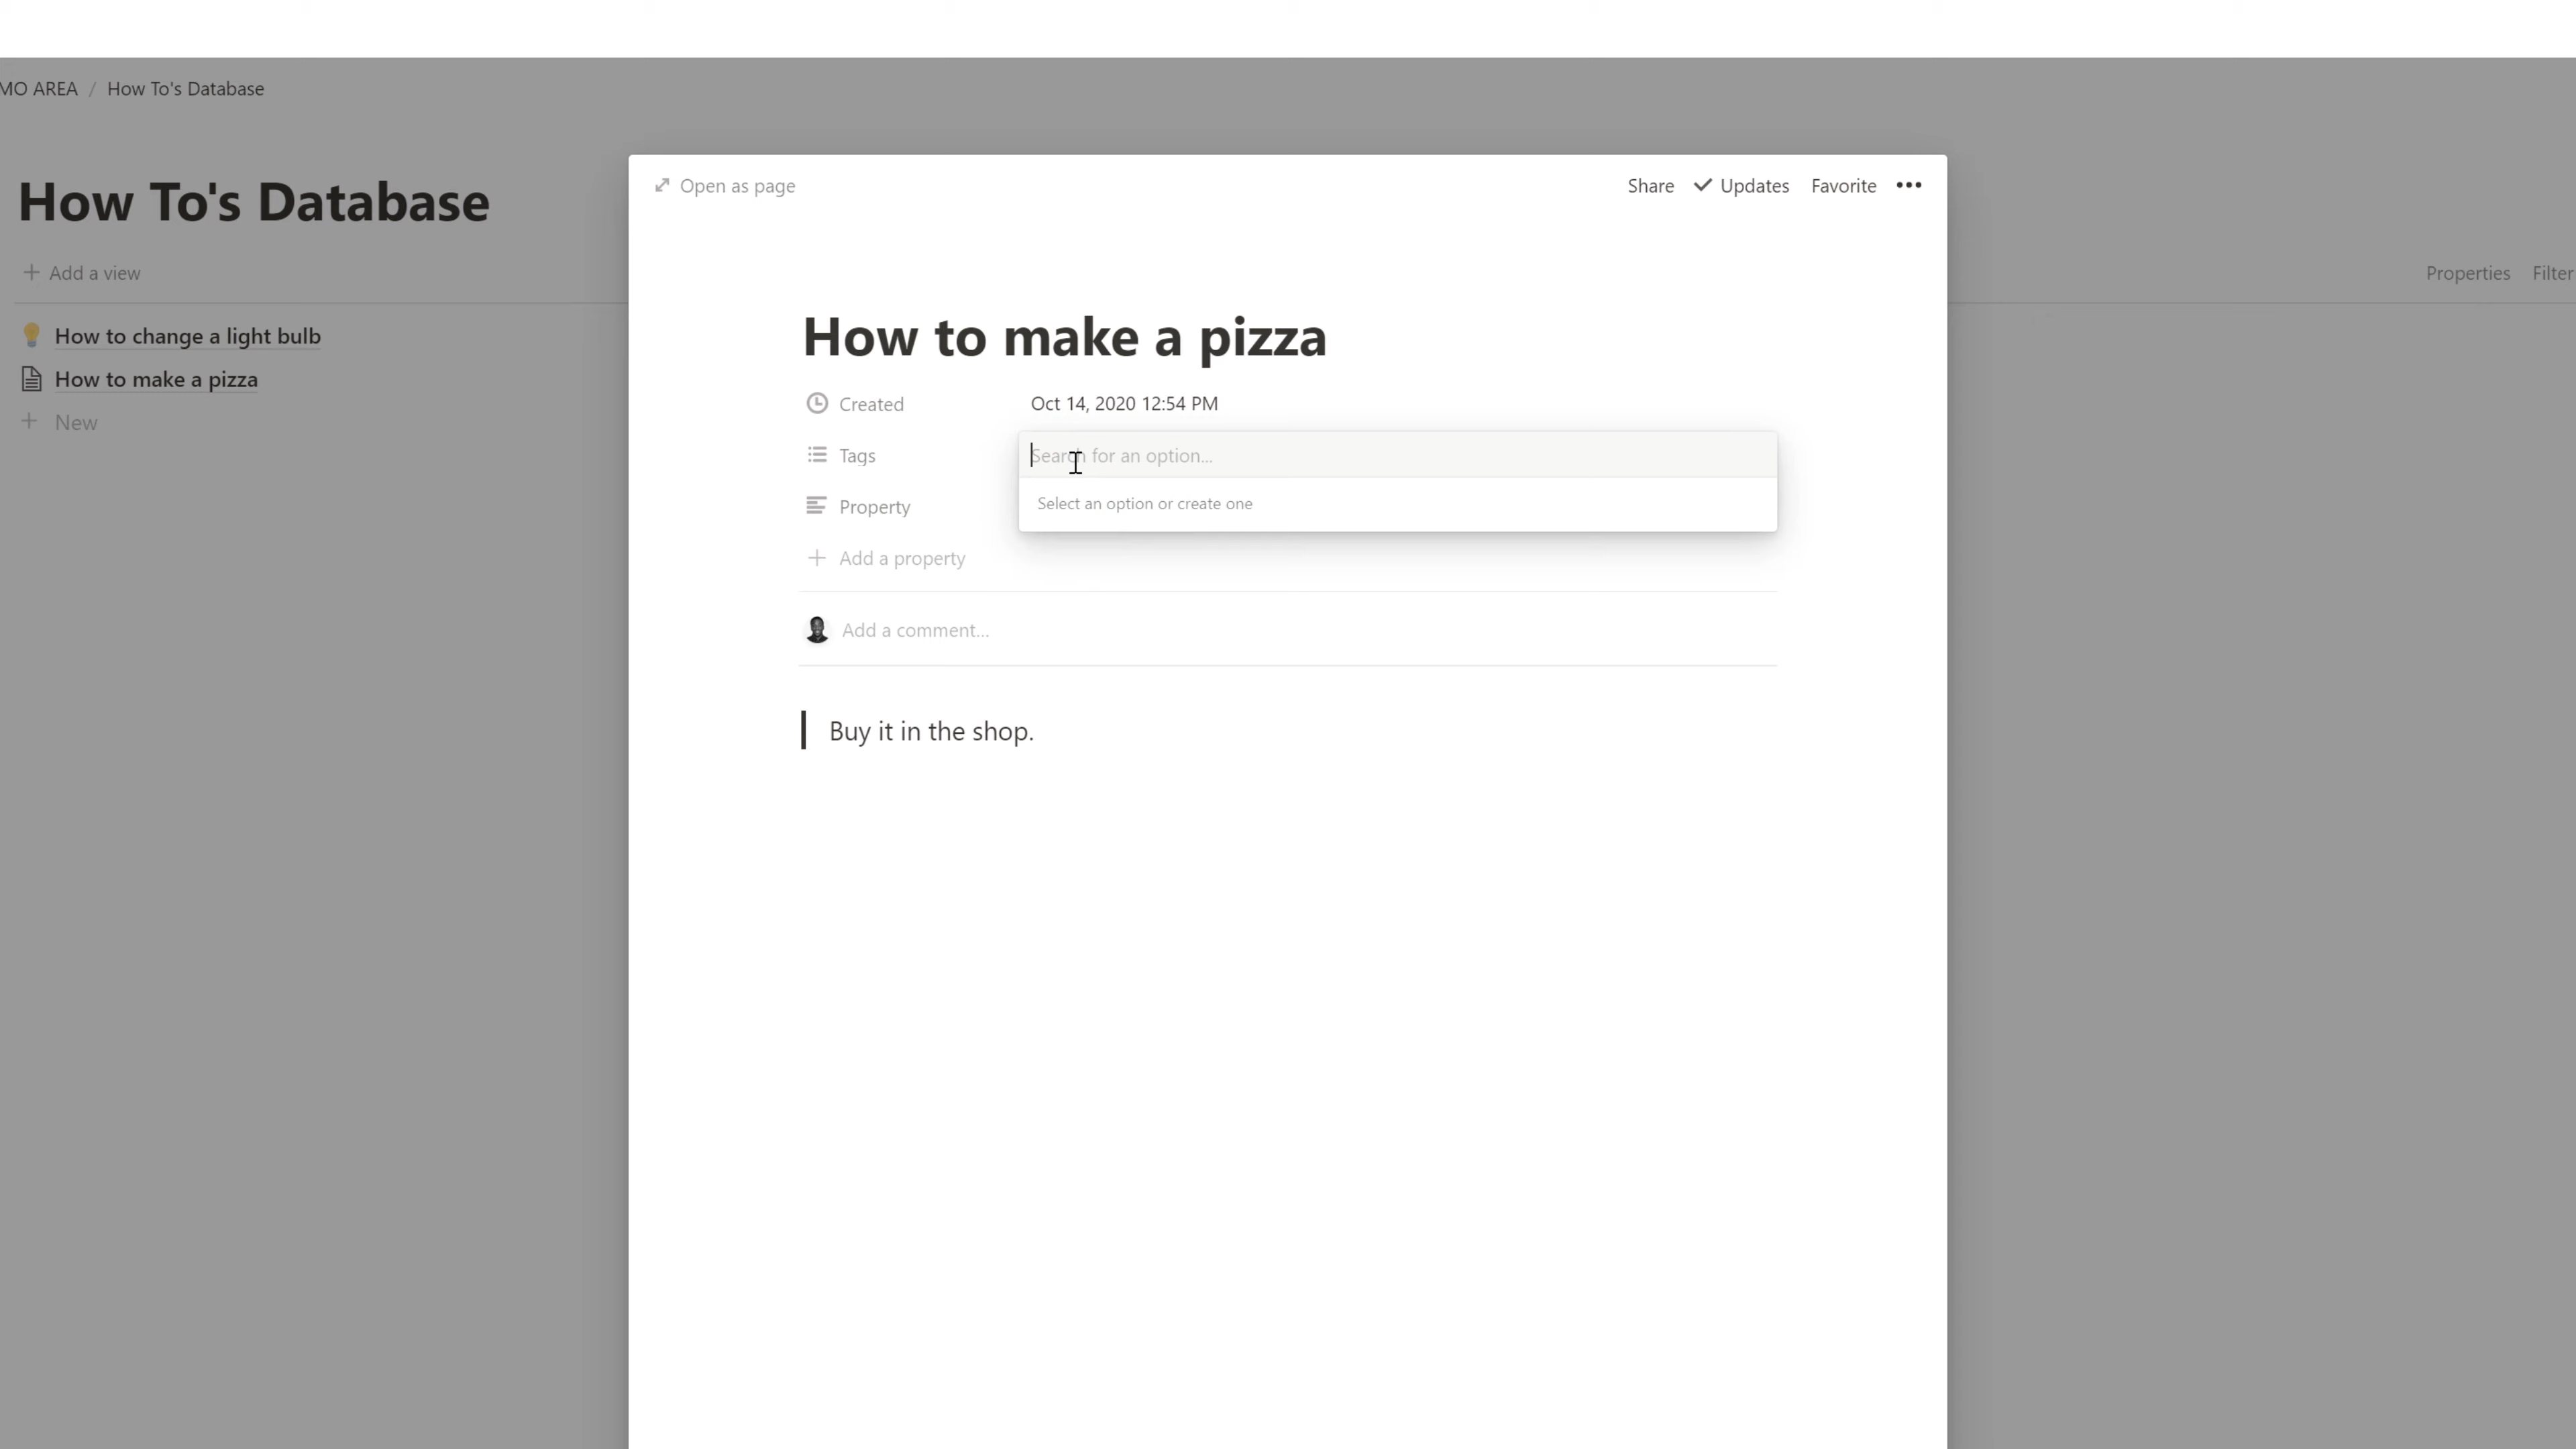 MO AREA / How To's Database
How To's Database
+ Add a view
Properties Filter
How to change a light bulb
How to make a pizza
+ New
Open as page
Share Updates Favorite •••
How to make a pizza
Created Oct 14, 2020 12:54 PM
Tags Search for an option...
Select an option or create one
Property
+ Add a property
Add a comment...
Buy it in the shop.